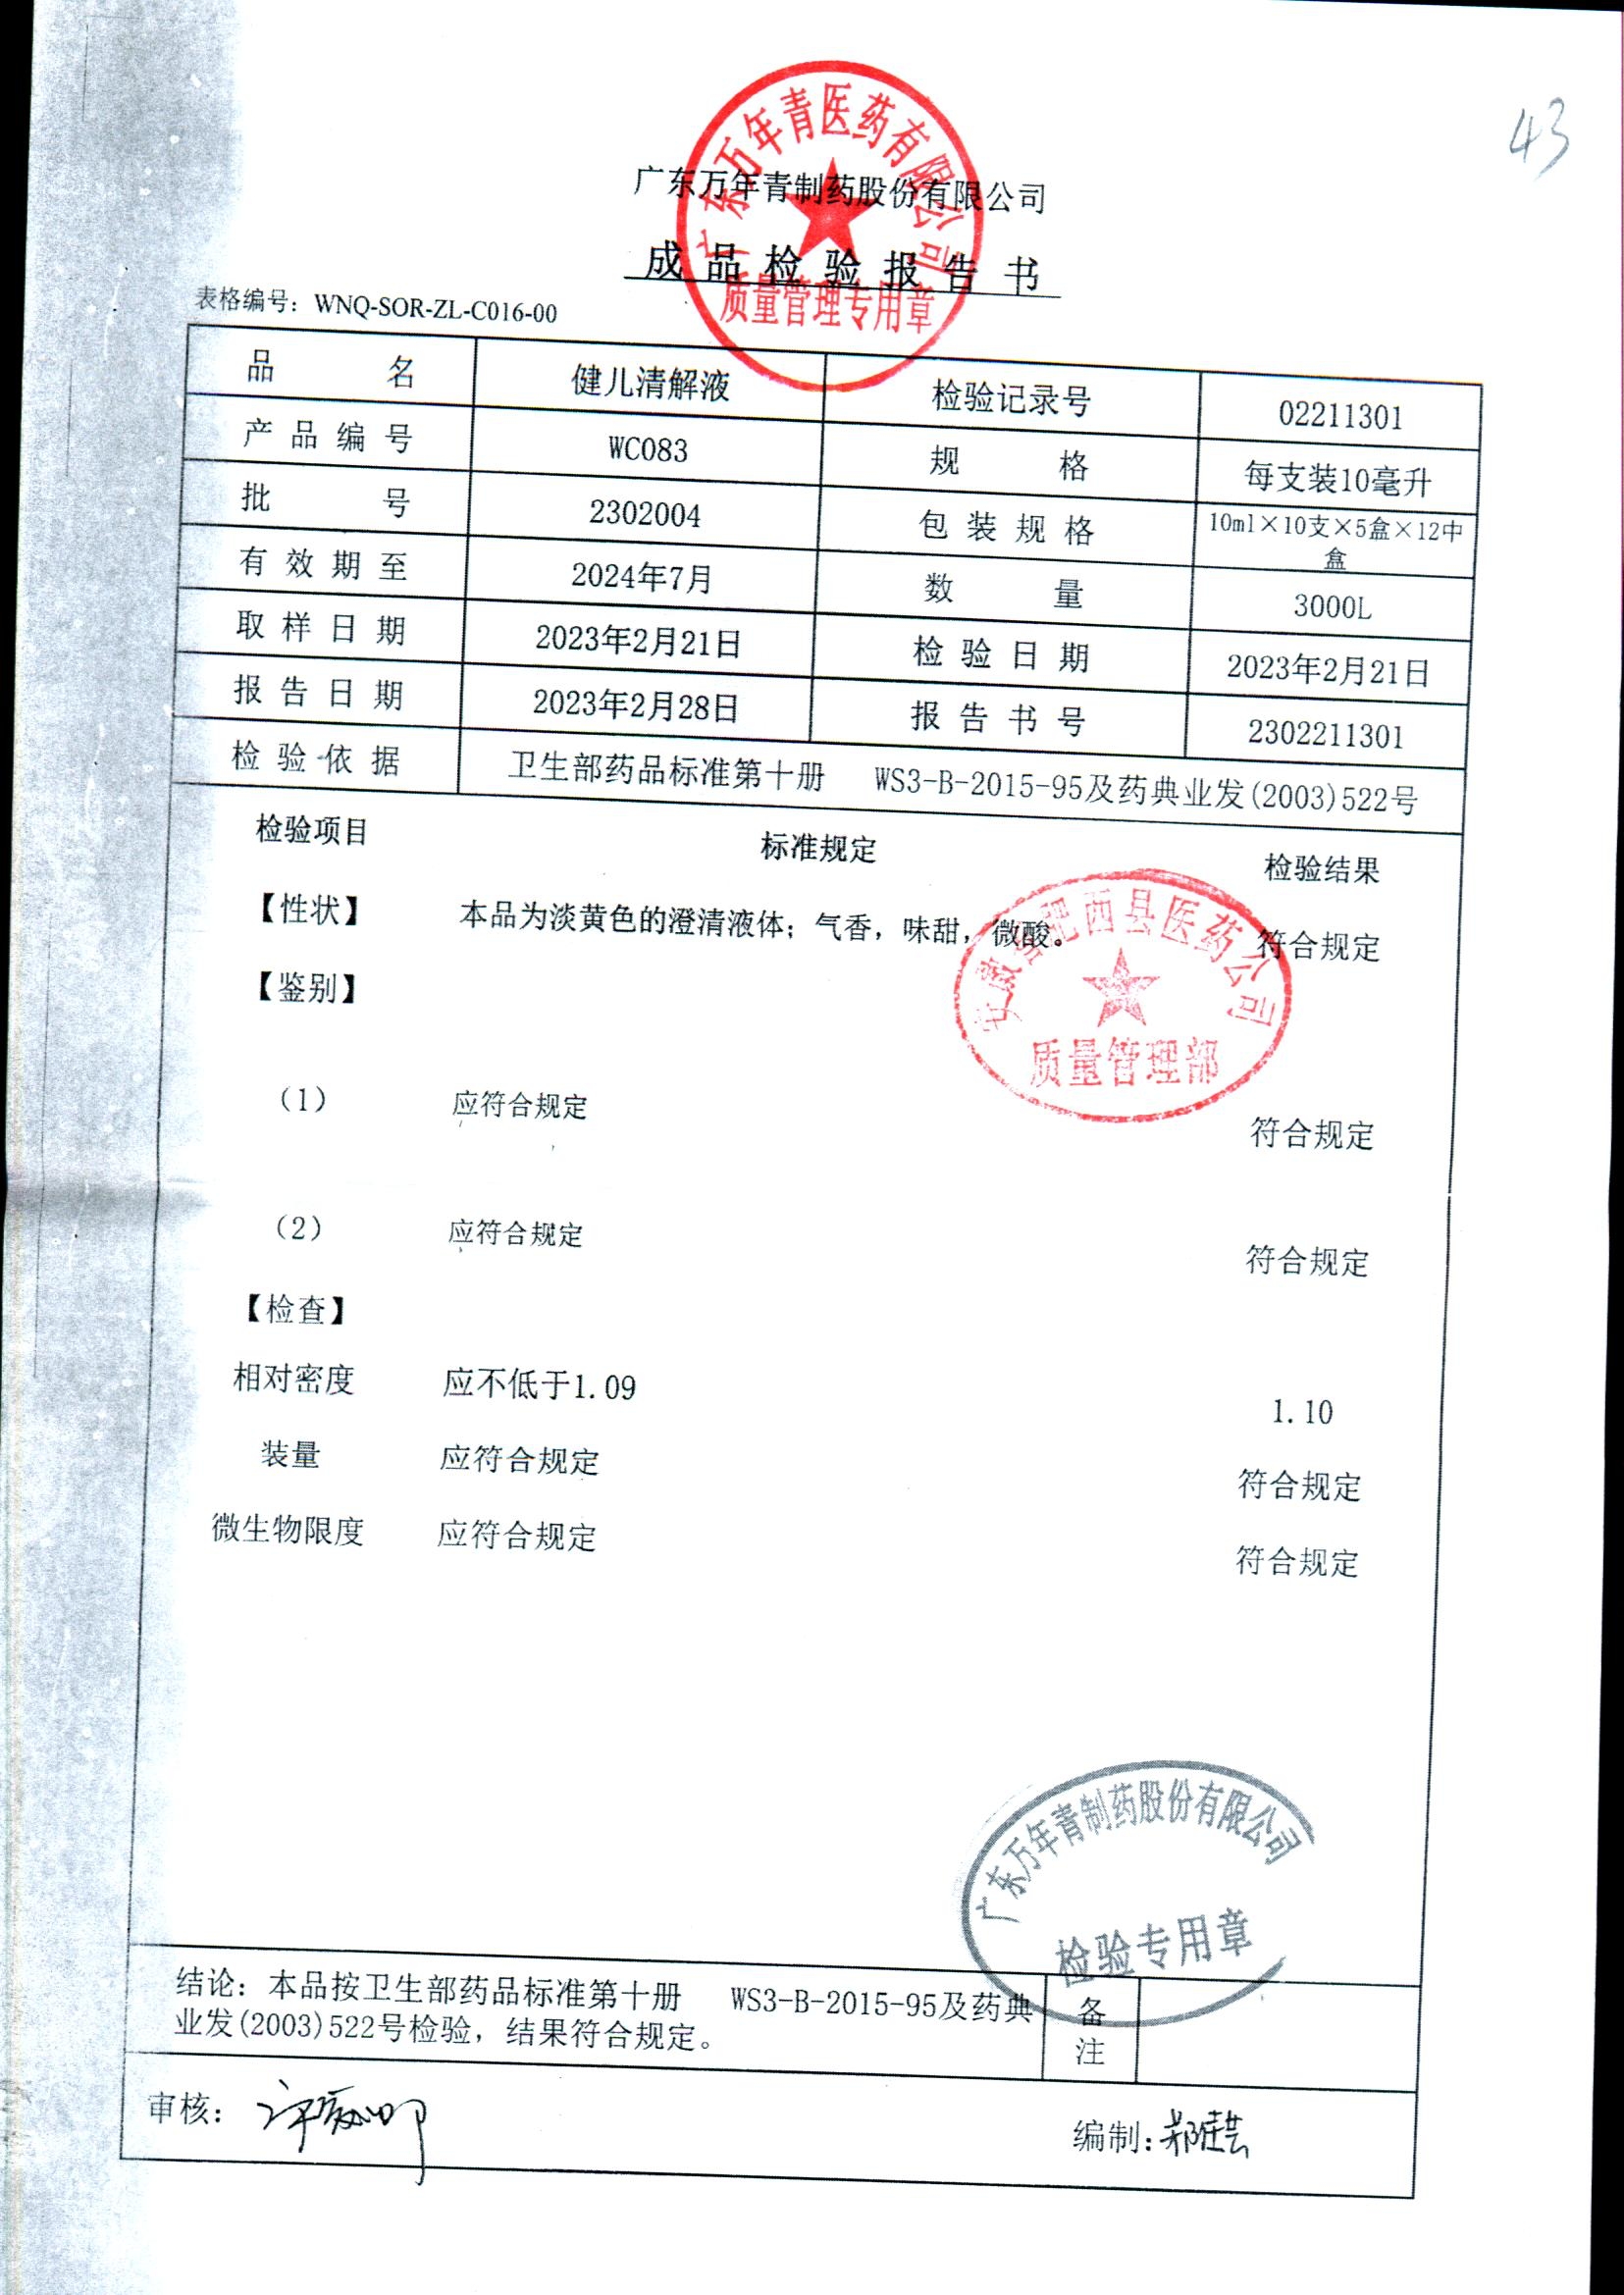 43
广东万年青医药有限公司
质量管理专用章
广东万年青制药股份有限公司
成品检验报告书
表格编号：WNQ-SOR-ZL-C016-00
品名 健儿清解液 检验记录号 02211301
产品编号 WC083 规格 每支装10毫升
批号 2302004 包装规格 10ml×10支×5盒×12中
盒
有效期至 2024年7月 数量 3000L
取样日期 2023年2月21日 检验日期 2023年2月21日
报告日期 2023年2月28日 报告书号 2302211301
检验依据 卫生部药品标准第十册 WS3-B-2015-95及药典业发(2003)522号
检验项目 标准规定 检验结果
【性状】 本品为淡黄色的澄清液体；气香，味甜，微酸。 符合规定
安徽省肥西县医药公司
质量管理部
【鉴别】
（1） 应符合规定 符合规定
（2） 应符合规定 符合规定
【检查】
相对密度 应不低于1.09 1.10
装量 应符合规定 符合规定
微生物限度 应符合规定 符合规定
广东万年青制药股份有限公司
检验专用章
结论：本品按卫生部药品标准第十册 WS3-B-2015-95及药典
业发(2003)522号检验，结果符合规定。
备
注
审核：
编制：